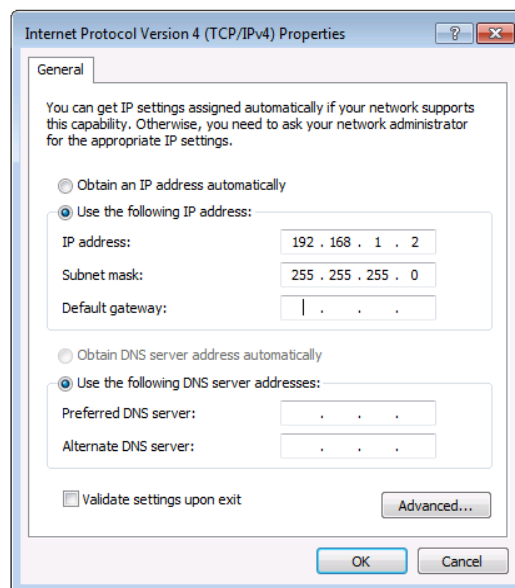 Internet Protocol Version 4 (TCP/IPv4) Properties
?
General
You can get IP settings assigned automatically if your network supports
this capability. Otherwise, you need to ask your network administrator
for the appropriate IP settings.
Obtain an IP address automatically
Use the following IP address:
IP address: 192 . 168 . 1 . 2
Subnet mask: 255 . 255 . 255 . 0
Default gateway: . . .
Obtain DNS server address automatically
Use the following DNS server addresses:
Preferred DNS server: . . .
Alternate DNS server: . . .
Validate settings upon exit
Advanced...
OK Cancel